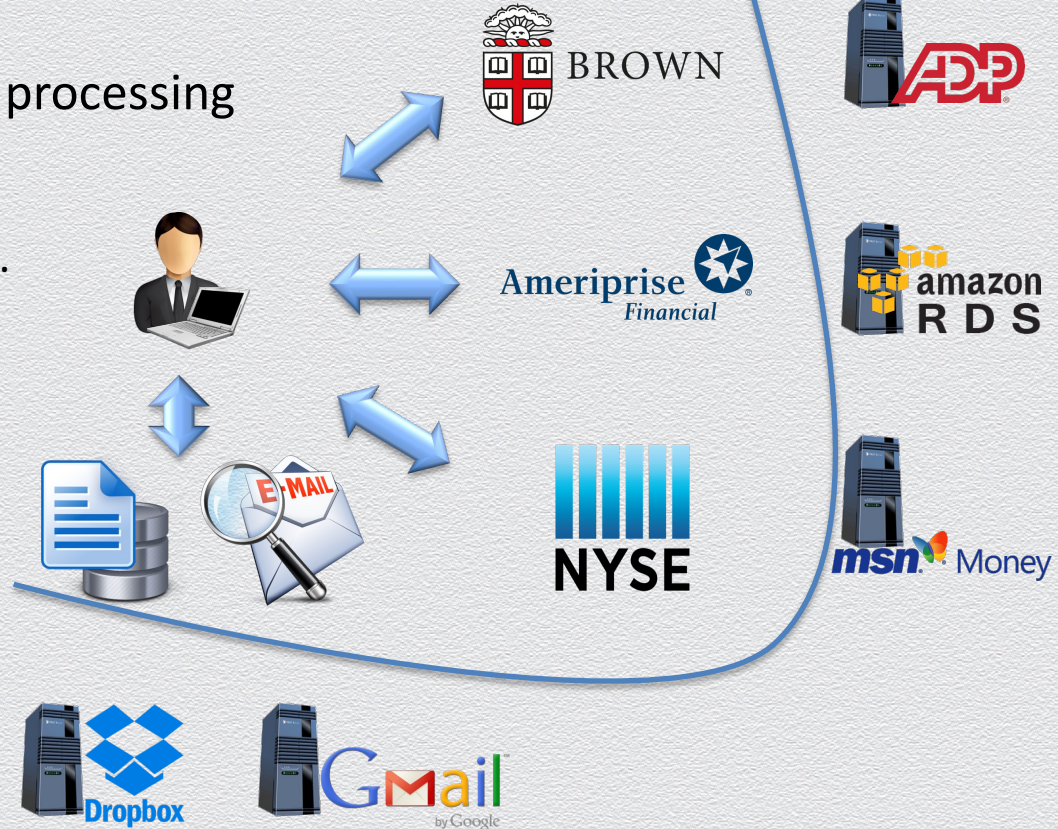 processing
BROWN
ADP
.
Ameriprise
Financial
amazon
RDS
E-MAIL
NYSE
msn Money
Dropbox
GMail
by Google